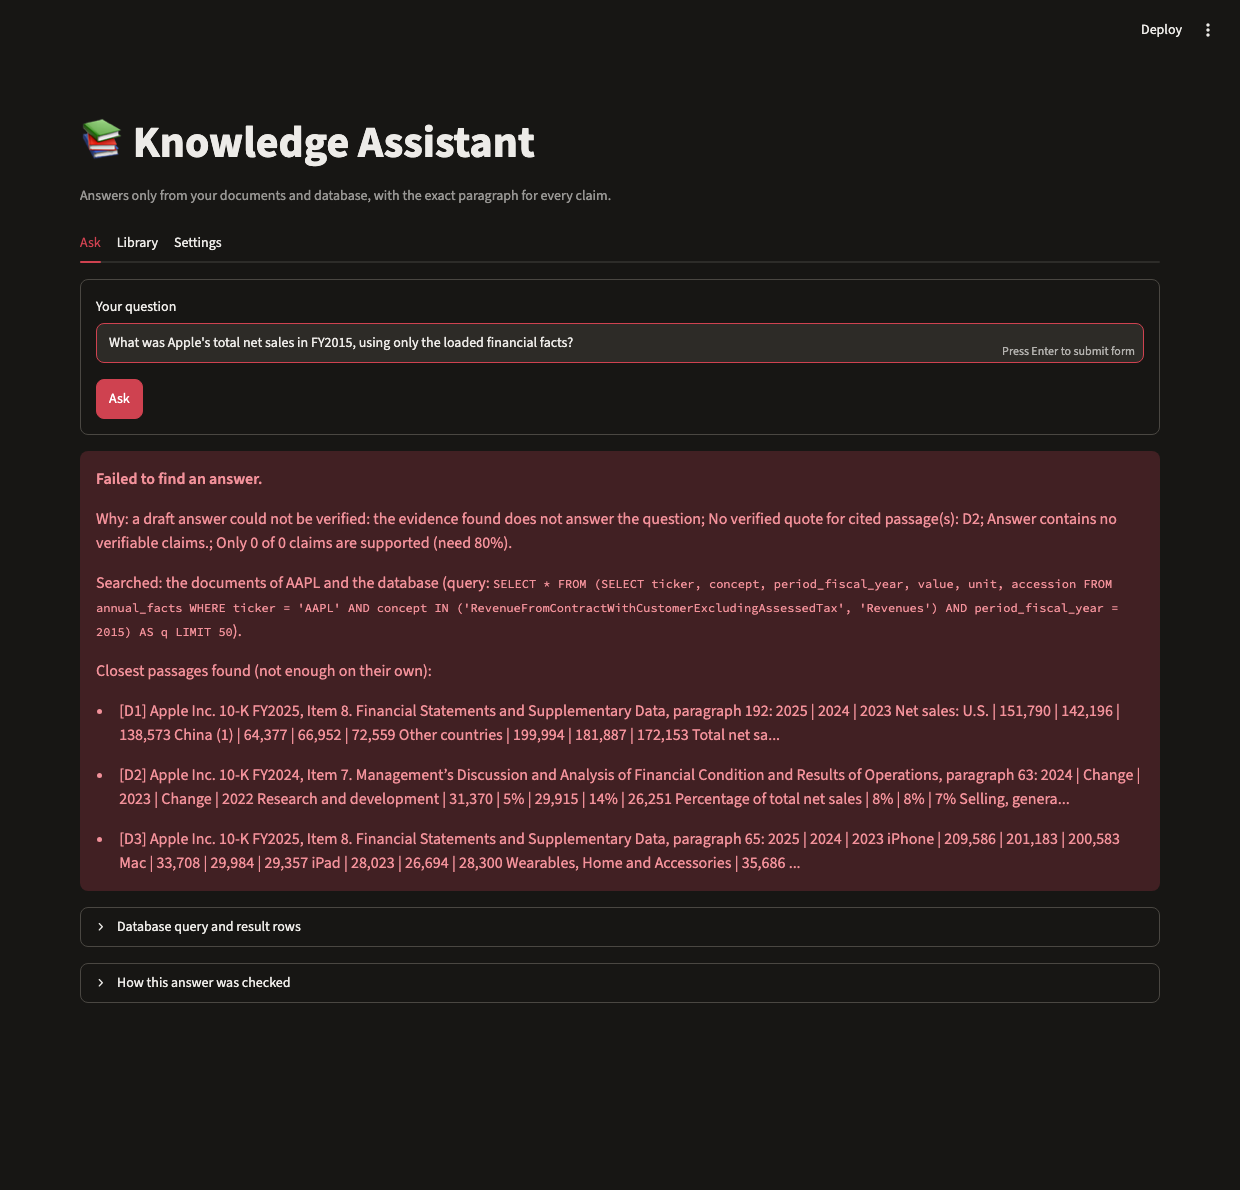 Deploy
Knowledge Assistant
Answers only from your documents and database, with the exact paragraph for every claim.
Ask Library Settings
Your question
What was Apple's total net sales in FY2015, using only the loaded financial facts?
Press Enter to submit form
Ask
Failed to find an answer.
Why: a draft answer could not be verified: the evidence found does not answer the question; No verified quote for cited passage(s): D2; Answer contains no
verifiable claims.; Only 0 of 0 claims are supported (need 80%).
Searched: the documents of AAPL and the database (query: SELECT * FROM (SELECT ticker, concept, period_fiscal_year, value, unit, accession FROM
annual_facts WHERE ticker = 'AAPL' AND concept IN ('RevenueFromContractWithCustomerExcludingAssessedTax', 'Revenues') AND period_fiscal_year =
2015) AS q LIMIT 50).
Closest passages found (not enough on their own):
• [D1] Apple Inc. 10-K FY2025, Item 8. Financial Statements and Supplementary Data, paragraph 192: 2025 | 2024 | 2023 Net sales: U.S. | 151,790 | 142,196 |
138,573 China (1) | 64,377 | 66,952 | 72,559 Other countries | 199,994 | 181,887 | 172,153 Total net sa...
• [D2] Apple Inc. 10-K FY2024, Item 7. Management’s Discussion and Analysis of Financial Condition and Results of Operations, paragraph 63: 2024 | Change |
2023 | Change | 2022 Research and development | 31,370 | 5% | 29,915 | 14% | 26,251 Percentage of total net sales | 8% | 8% | 7% Selling, genera...
• [D3] Apple Inc. 10-K FY2025, Item 8. Financial Statements and Supplementary Data, paragraph 65: 2025 | 2024 | 2023 iPhone | 209,586 | 201,183 | 200,583
Mac | 33,708 | 29,984 | 29,357 iPad | 28,023 | 26,694 | 28,300 Wearables, Home and Accessories | 35,686 ...
Database query and result rows
How this answer was checked